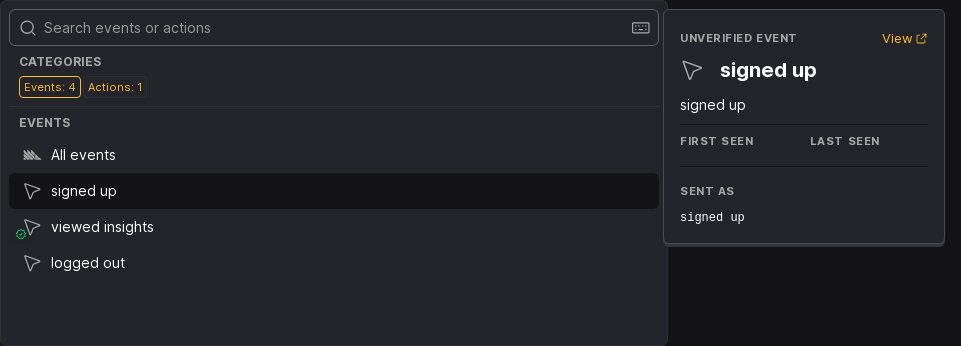 Search events or actions
CATEGORIES
Events: 4 Actions: 1
EVENTS
All events
signed up
viewed insights
logged out
UNVERIFIED EVENT View
signed up
signed up
FIRST SEEN LAST SEEN
SENT AS
signed up